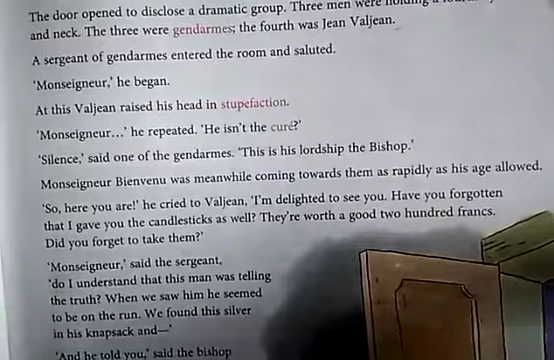 The door opened to disclose a dramatic group. Three men were holding a
and neck. The three were gendarmes; the fourth was Jean Valjean.
A sergeant of gendarmes entered the room and saluted.
‘Monseigneur,’ he began.
At this Valjean raised his head in stupefaction.
‘Monseigneur…’ he repeated. ‘He isn’t the curé?’
‘Silence,’ said one of the gendarmes. ‘This is his lordship the Bishop.’
Monseigneur Bienvenu was meanwhile coming towards them as rapidly as his age allowed.
‘So, here you are!’ he cried to Valjean, ‘I’m delighted to see you. Have you forgotten
that I gave you the candlesticks as well? They’re worth a good two hundred francs.
Did you forget to take them?’
‘Monseigneur,’ said the sergeant,
‘do I understand that this man was telling
the truth? When we saw him he seemed
to be on the run. We found this silver
in his knapsack and—’
‘And he told you,’ said the bishop